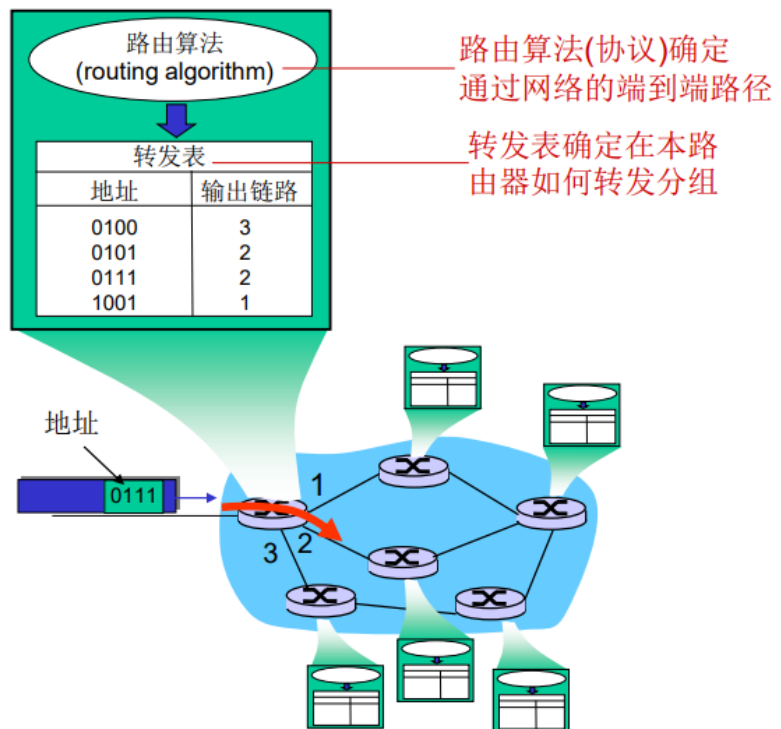 路由算法
(routing algorithm)
路由算法(协议)确定
通过网络的端到端路径
转发表
转发表确定在本路
由器如何转发分组
地址 输出链路
0100 3
0101 2
0111 2
1001 1
地址
0111
1
2
3